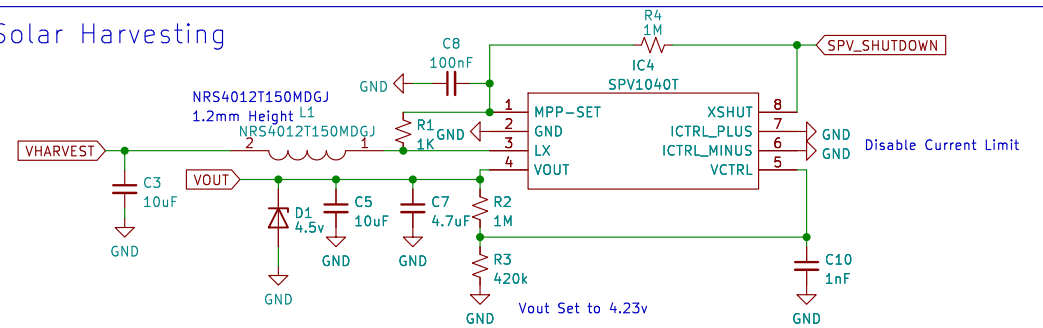 Solar Harvesting
R4
1M
SPV_SHUTDOWN
C8
100nF
GND
IC4
SPV1040T
NRS4012T150MDGJ
1.2mm Height
L1
NRS4012T150MDGJ
2
1
R1
1K
GND
1
2
3
4
MPP-SET
GND
LX
VOUT
XSHUT
ICTRL_PLUS
ICTRL_MINUS
VCTRL
8
7
6
5
GND
GND
Disable Current Limit
VHARVEST
C3
10uF
GND
VOUT
D1
4.5v
GND
C5
10uF
GND
C7
4.7uF
GND
R2
1M
R3
420k
GND
Vout Set to 4.23v
C10
1nF
GND